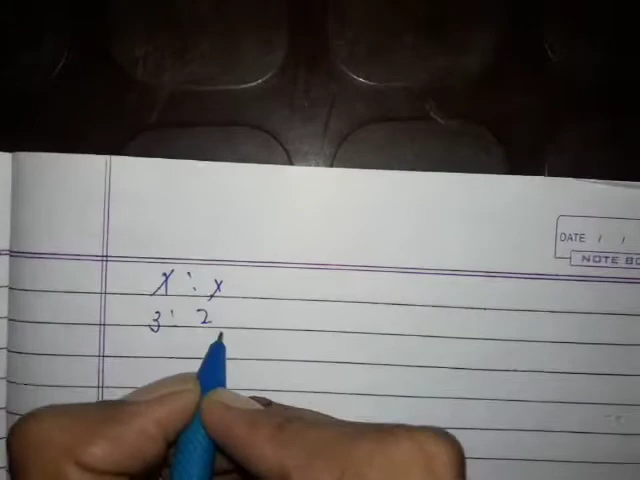 DATE / /
NOTE BO
x : y
3 : 2